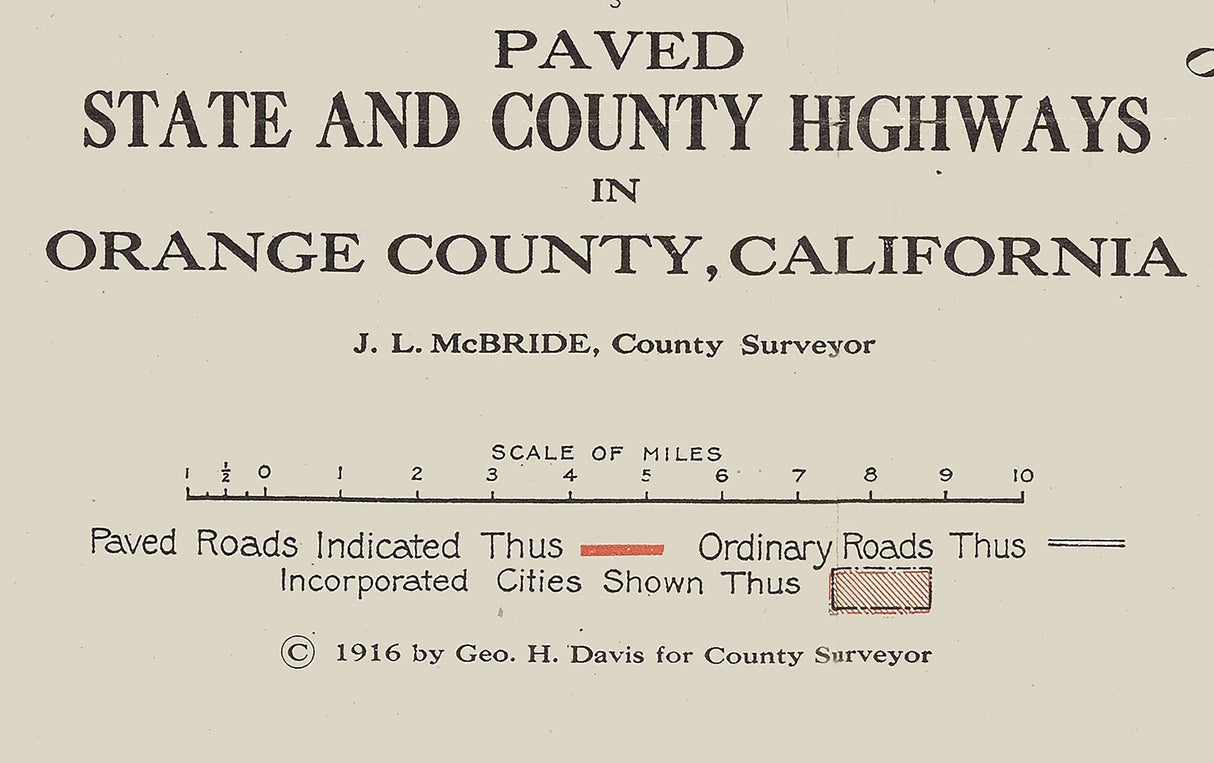 PAVED
STATE AND COUNTY HIGHWAYS
IN
ORANGE COUNTY, CALIFORNIA
J. L. McBRIDE, County Surveyor
SCALE OF MILES
1 ½ 0 1 2 3 4 5 6 7 8 9 10
Paved Roads Indicated Thus Ordinary Roads Thus
Incorporated Cities Shown Thus
© 1916 by Geo. H. Davis for County Surveyor